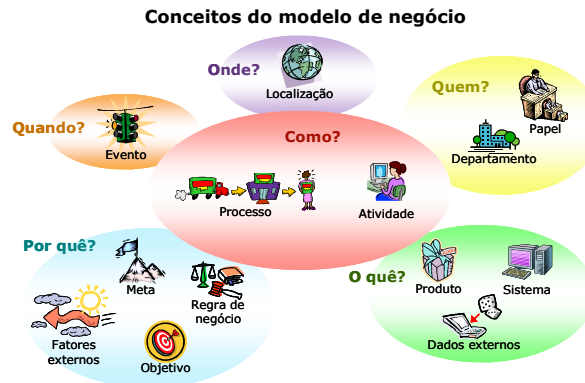 Conceitos do modelo de negócio
Onde?
Localização
Quem?
Papel
Departamento
Quando?
Evento
Como?
Processo
Atividade
Por quê?
Meta
Regra de
negócio
Fatores
externos
Objetivo
O quê?
Produto
Sistema
Dados externos